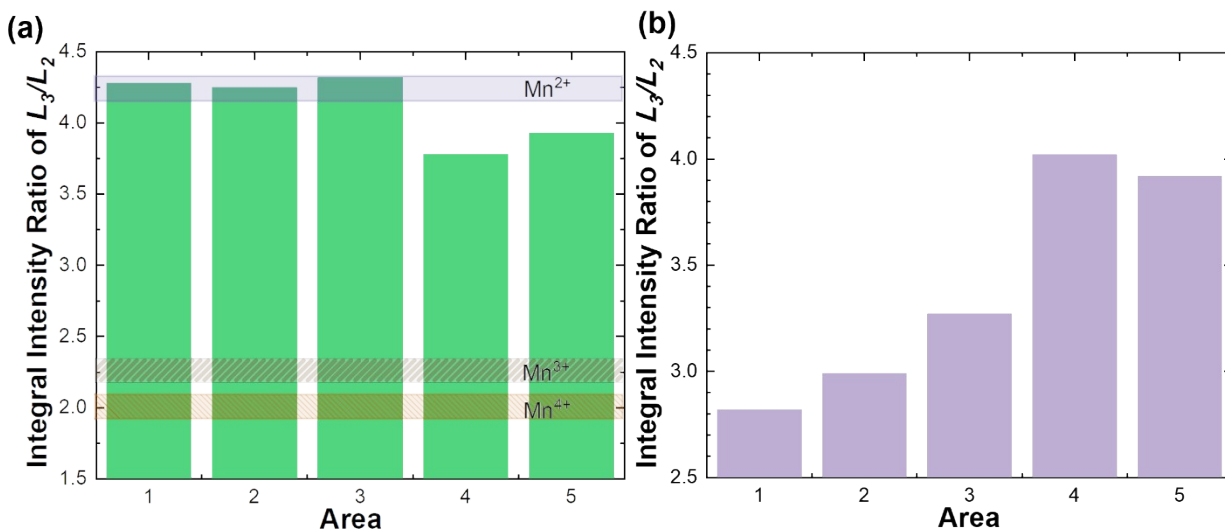 (a)
Integral Intensity Ratio of L3/L2
4.5
4.0
3.5
3.0
2.5
2.0
1.5
Mn2+
Mn3+
Mn4+
1 2 3 4 5
Area
(b)
Integral Intensity Ratio of L3/L2
4.5
4.0
3.5
3.0
2.5
1 2 3 4 5
Area